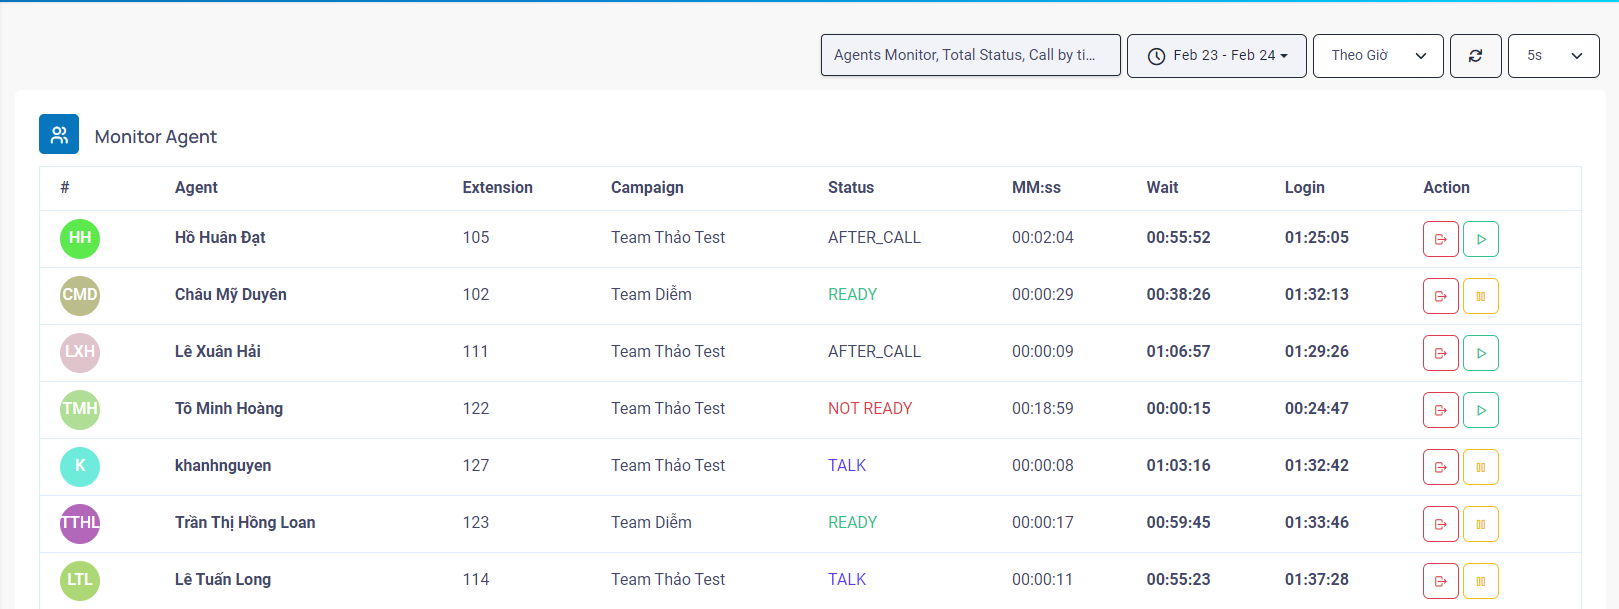 Agents Monitor, Total Status, Call by ti... Feb 23 - Feb 24 Theo Giờ 5s
Monitor Agent
# Agent Extension Campaign Status MM:ss Wait Login Action
HH Hồ Huân Đạt 105 Team Thảo Test AFTER_CALL 00:02:04 00:55:52 01:25:05
CMD Châu Mỹ Duyên 102 Team Diễm READY 00:00:29 00:38:26 01:32:13
LXH Lê Xuân Hải 111 Team Thảo Test AFTER_CALL 00:00:09 01:06:57 01:29:26
TMH Tô Minh Hoàng 122 Team Thảo Test NOT READY 00:18:59 00:00:15 00:24:47
K khanhnguyen 127 Team Thảo Test TALK 00:00:08 01:03:16 01:32:42
TTHL Trần Thị Hồng Loan 123 Team Diễm READY 00:00:17 00:59:45 01:33:46
LTL Lê Tuấn Long 114 Team Thảo Test TALK 00:00:11 00:55:23 01:37:28